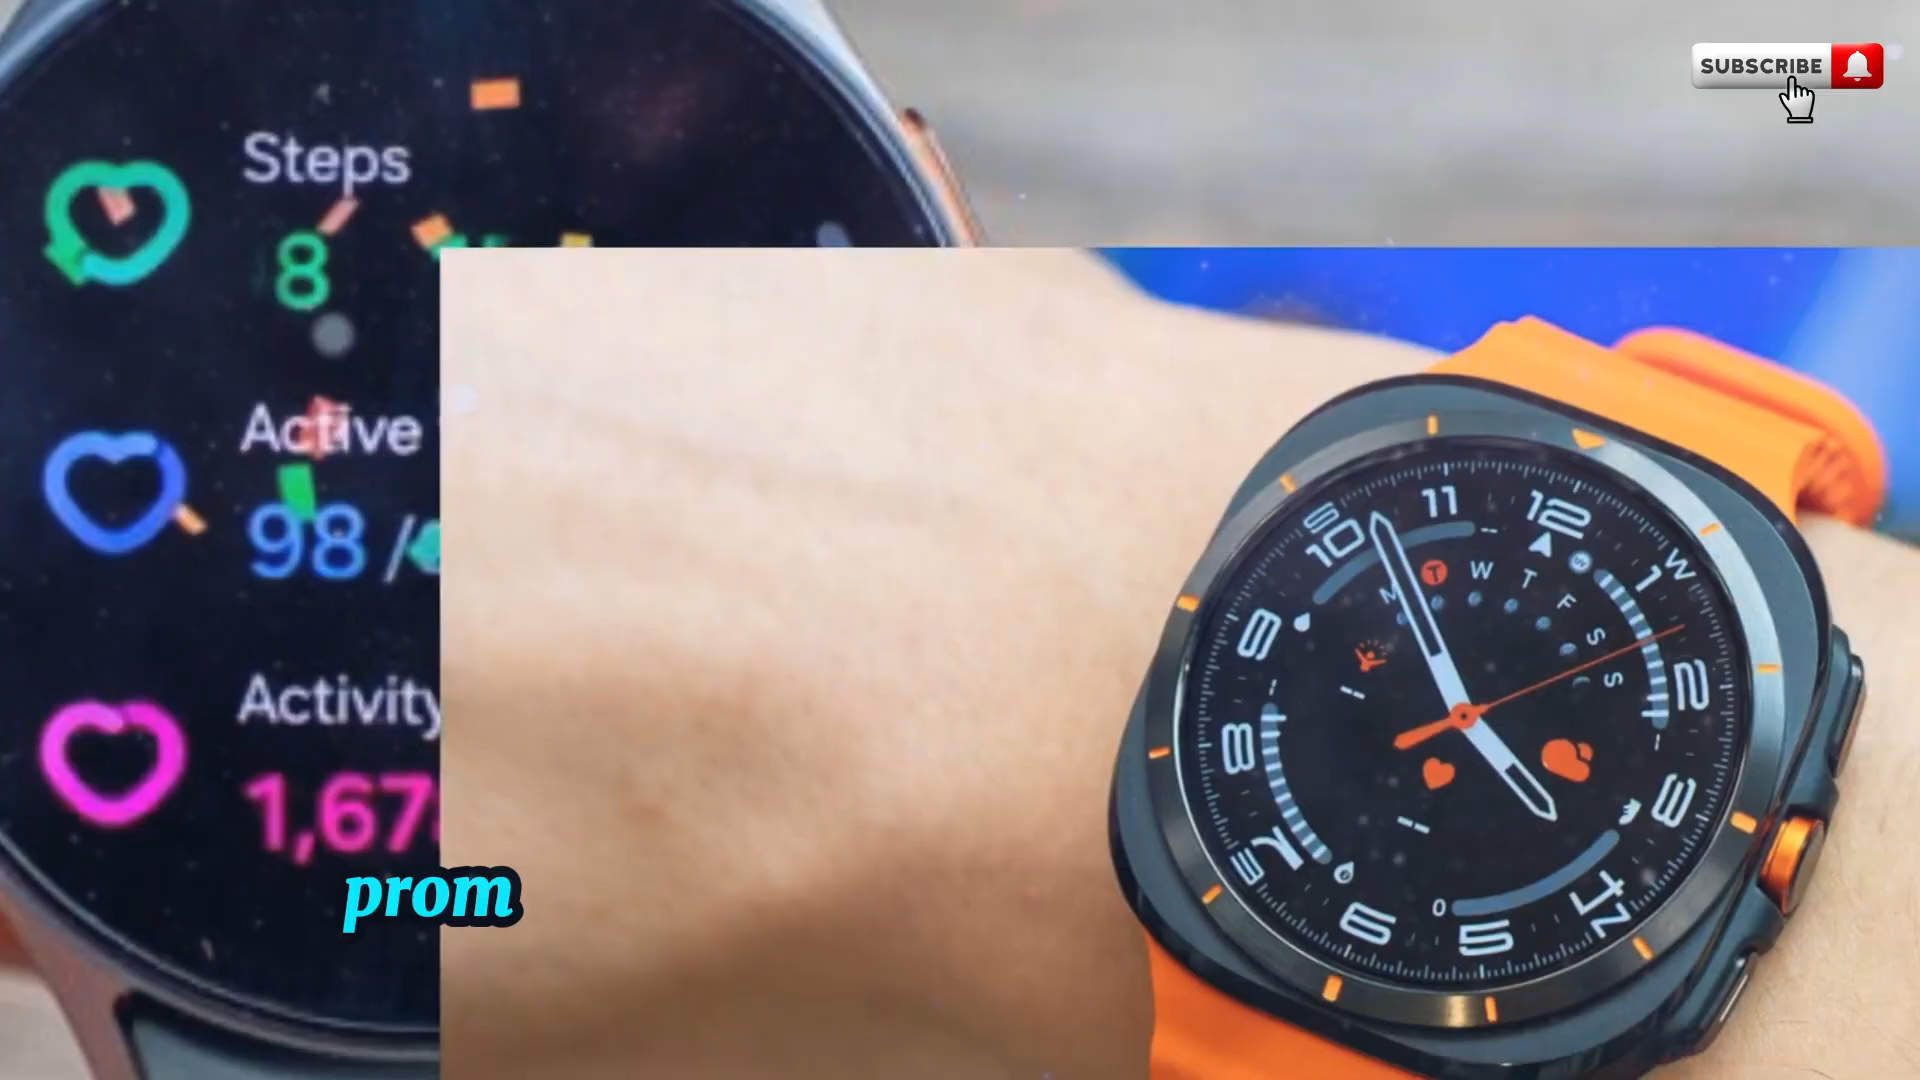 SUBSCRIBE
Steps
8
Active
98 /
Activity
1,67
prom
10 11 12 1 2 3 5 6 7 8 9
M T W T F S S
W
0